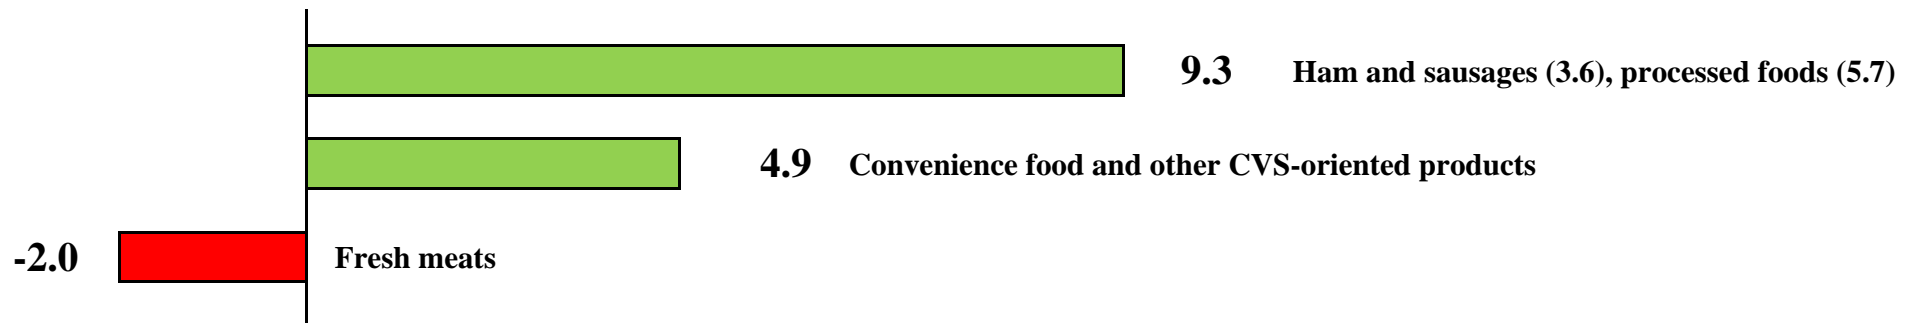 9.3 Ham and sausages (3.6), processed foods (5.7)
4.9 Convenience food and other CVS-oriented products
-2.0 Fresh meats